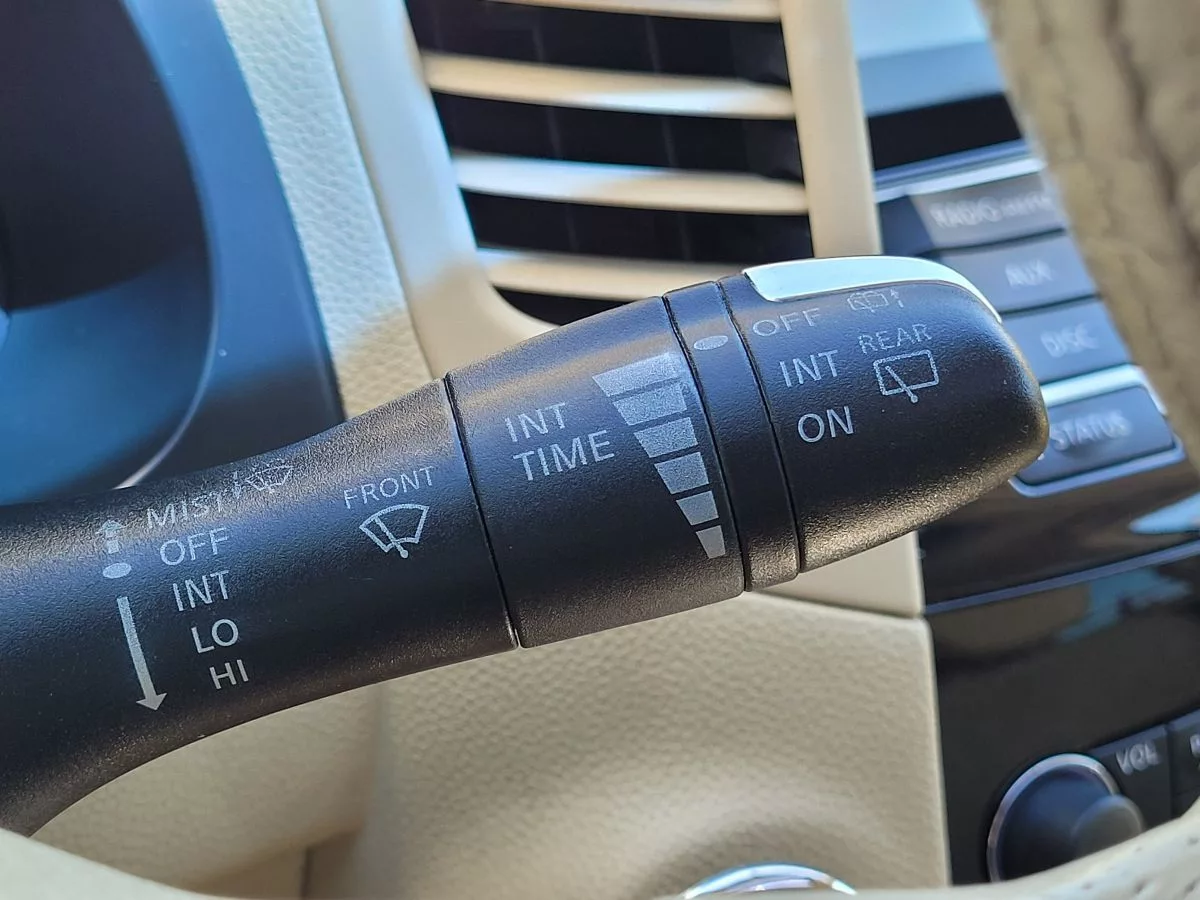 MIST
OFF
INT
LO
HI
FRONT
INT
TIME
OFF
INT
ON
REAR
RADIO
AUX
DISC
STATUS
VOL